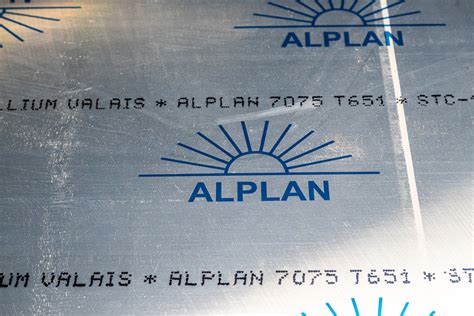 ALPLAN
LLIUM VALAIS * ALPLAN 7075 T651 * STC-
ALPLAN
UM VALAIS * ALPLAN 7075 T651 * ST